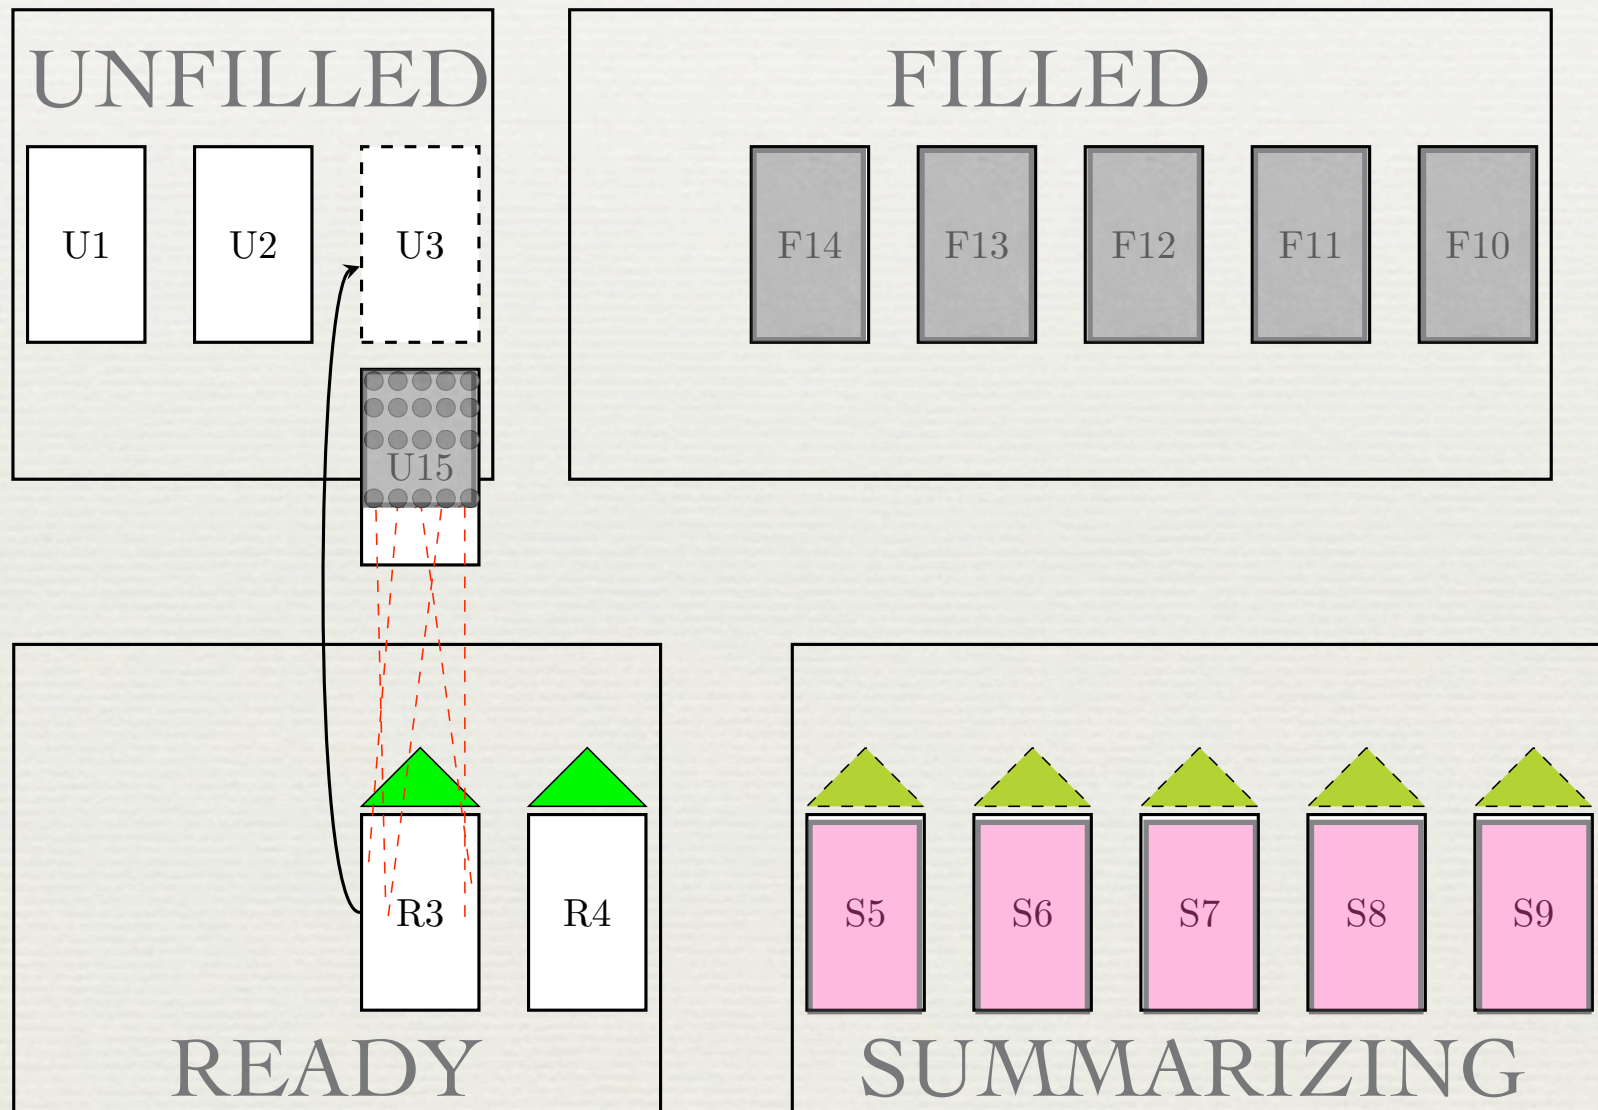 UNFILLED
FILLED
U1 U2 U3
F14 F13 F12 F11 F10
U15
R3 R4
S5 S6 S7 S8 S9
READY
SUMMARIZING